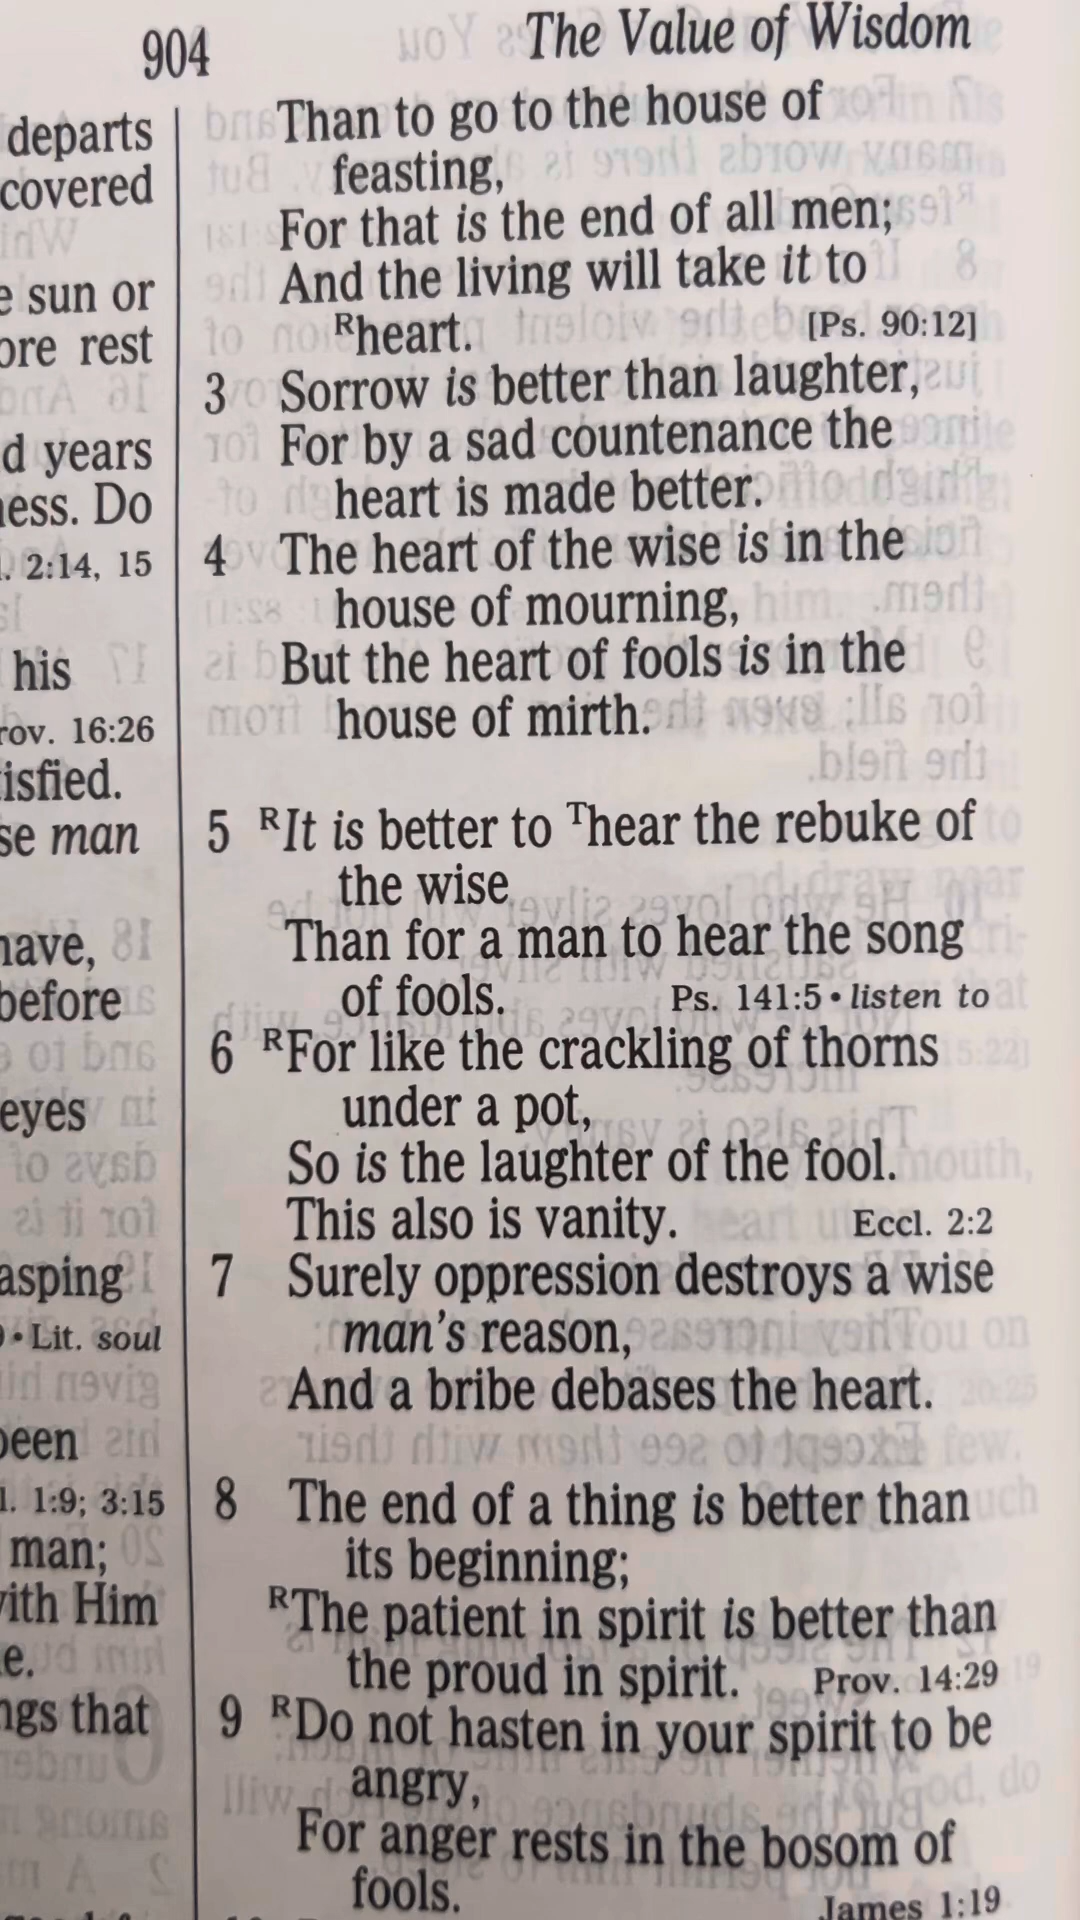 904
The Value of Wisdom
departs
covered
sun or
rest
years
Do
2:14, 15
his
16:26
se man
before
eyes
• Lit. soul
1:9; 3:15
man;
Him
that
Than to go to the house of
feasting,
For that is the end of all men;
And the living will take it to
Rheart. [Ps. 90:12]
3 Sorrow is better than laughter,
For by a sad countenance the
heart is made better.
4 The heart of the wise is in the
house of mourning,
But the heart of fools is in the
house of mirth.
5 RIt is better to Thear the rebuke of
the wise
Than for a man to hear the song
of fools. Ps. 141:5 • listen to
6 RFor like the crackling of thorns
under a pot,
So is the laughter of the fool.
This also is vanity. Eccl. 2:2
7 Surely oppression destroys a wise
man's reason,
And a bribe debases the heart.
8 The end of a thing is better than
its beginning;
RThe patient in spirit is better than
the proud in spirit. Prov. 14:29
9 RDo not hasten in your spirit to be
angry,
For anger rests in the bosom of
fools. James 1:19